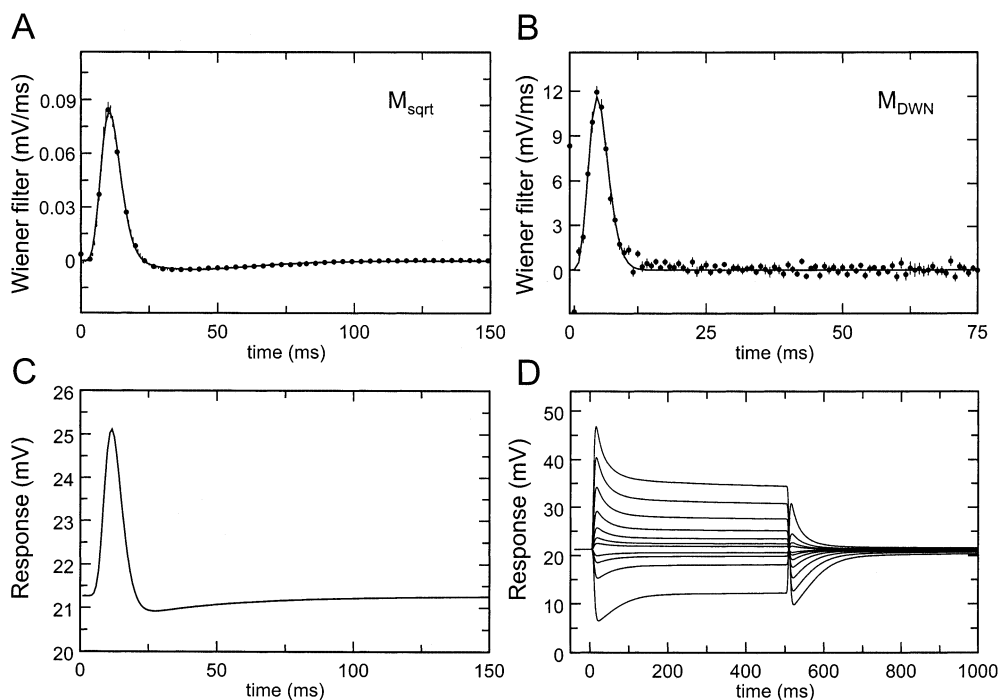 A
Wiener filter (mV/ms)
0.09
0.06
0.03
0
M_sqrt
0 50 100 150
time (ms)
B
Wiener filter (mV/ms)
12
9
6
3
0
M_DWN
0 25 50 75
time (ms)
C
Response (mV)
26
25
24
23
22
21
20
0 50 100 150
time (ms)
D
Response (mV)
50
40
30
20
10
0
0 200 400 600 800 1000
time (ms)